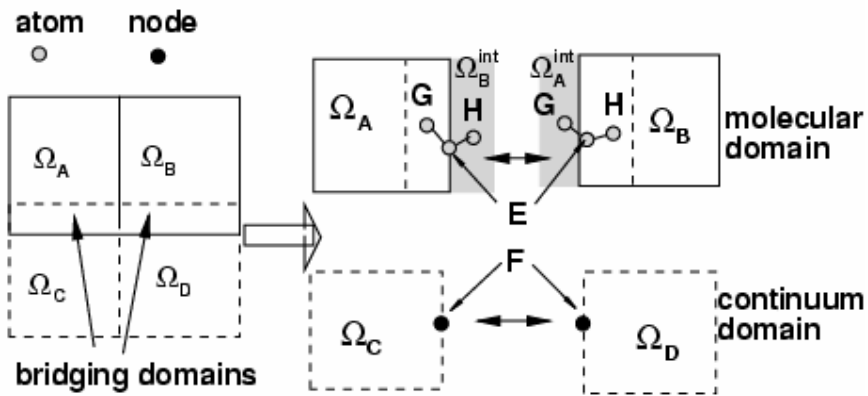 atom node
Ω_A Ω_B
Ω_C Ω_D
bridging domains
Ω_B^int Ω_A^int
Ω_A G H G H Ω_B
molecular
domain
E
F
Ω_C Ω_D
continuum
domain